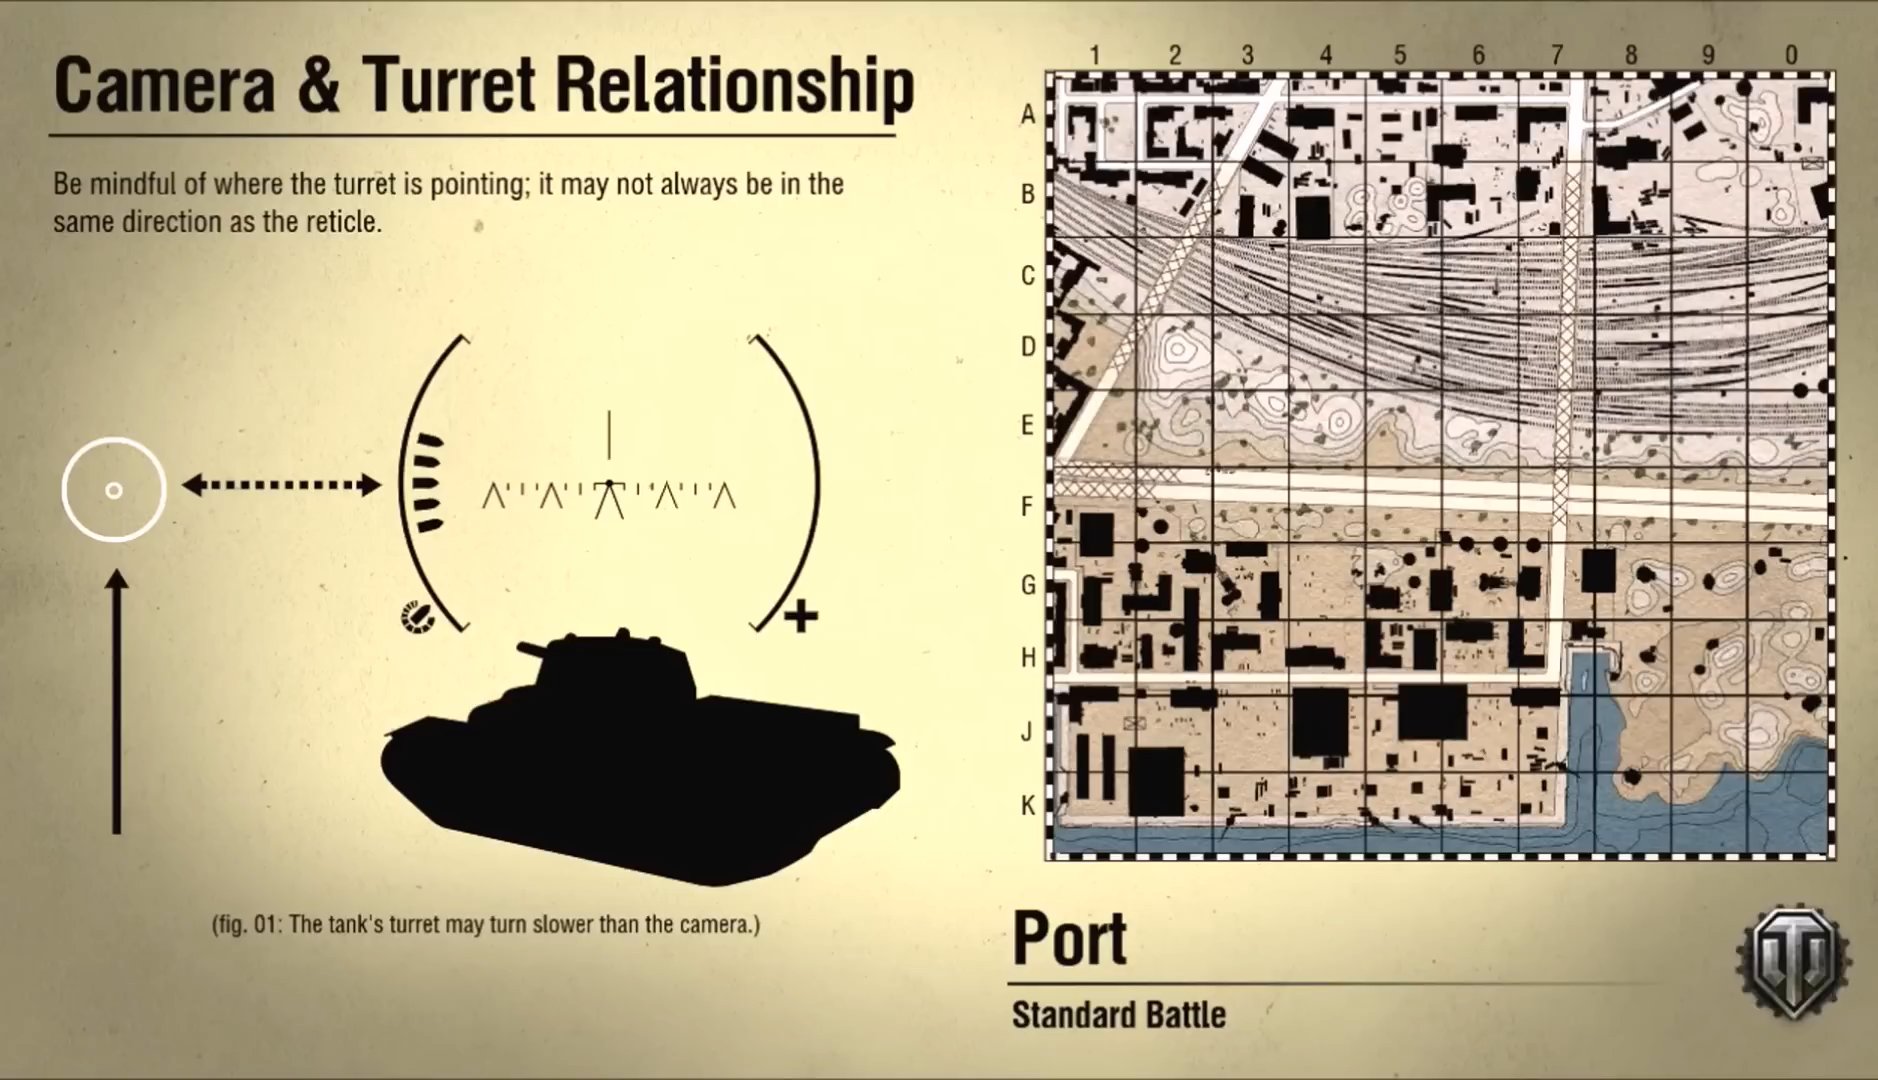 Camera & Turret Relationship
Be mindful of where the turret is pointing; it may not always be in the
same direction as the reticle.
(fig. 01: The tank's turret may turn slower than the camera.)
1 2 3 4 5 6 7 8 9 0
A
B
C
D
E
F
G
H
J
K
Port
Standard Battle